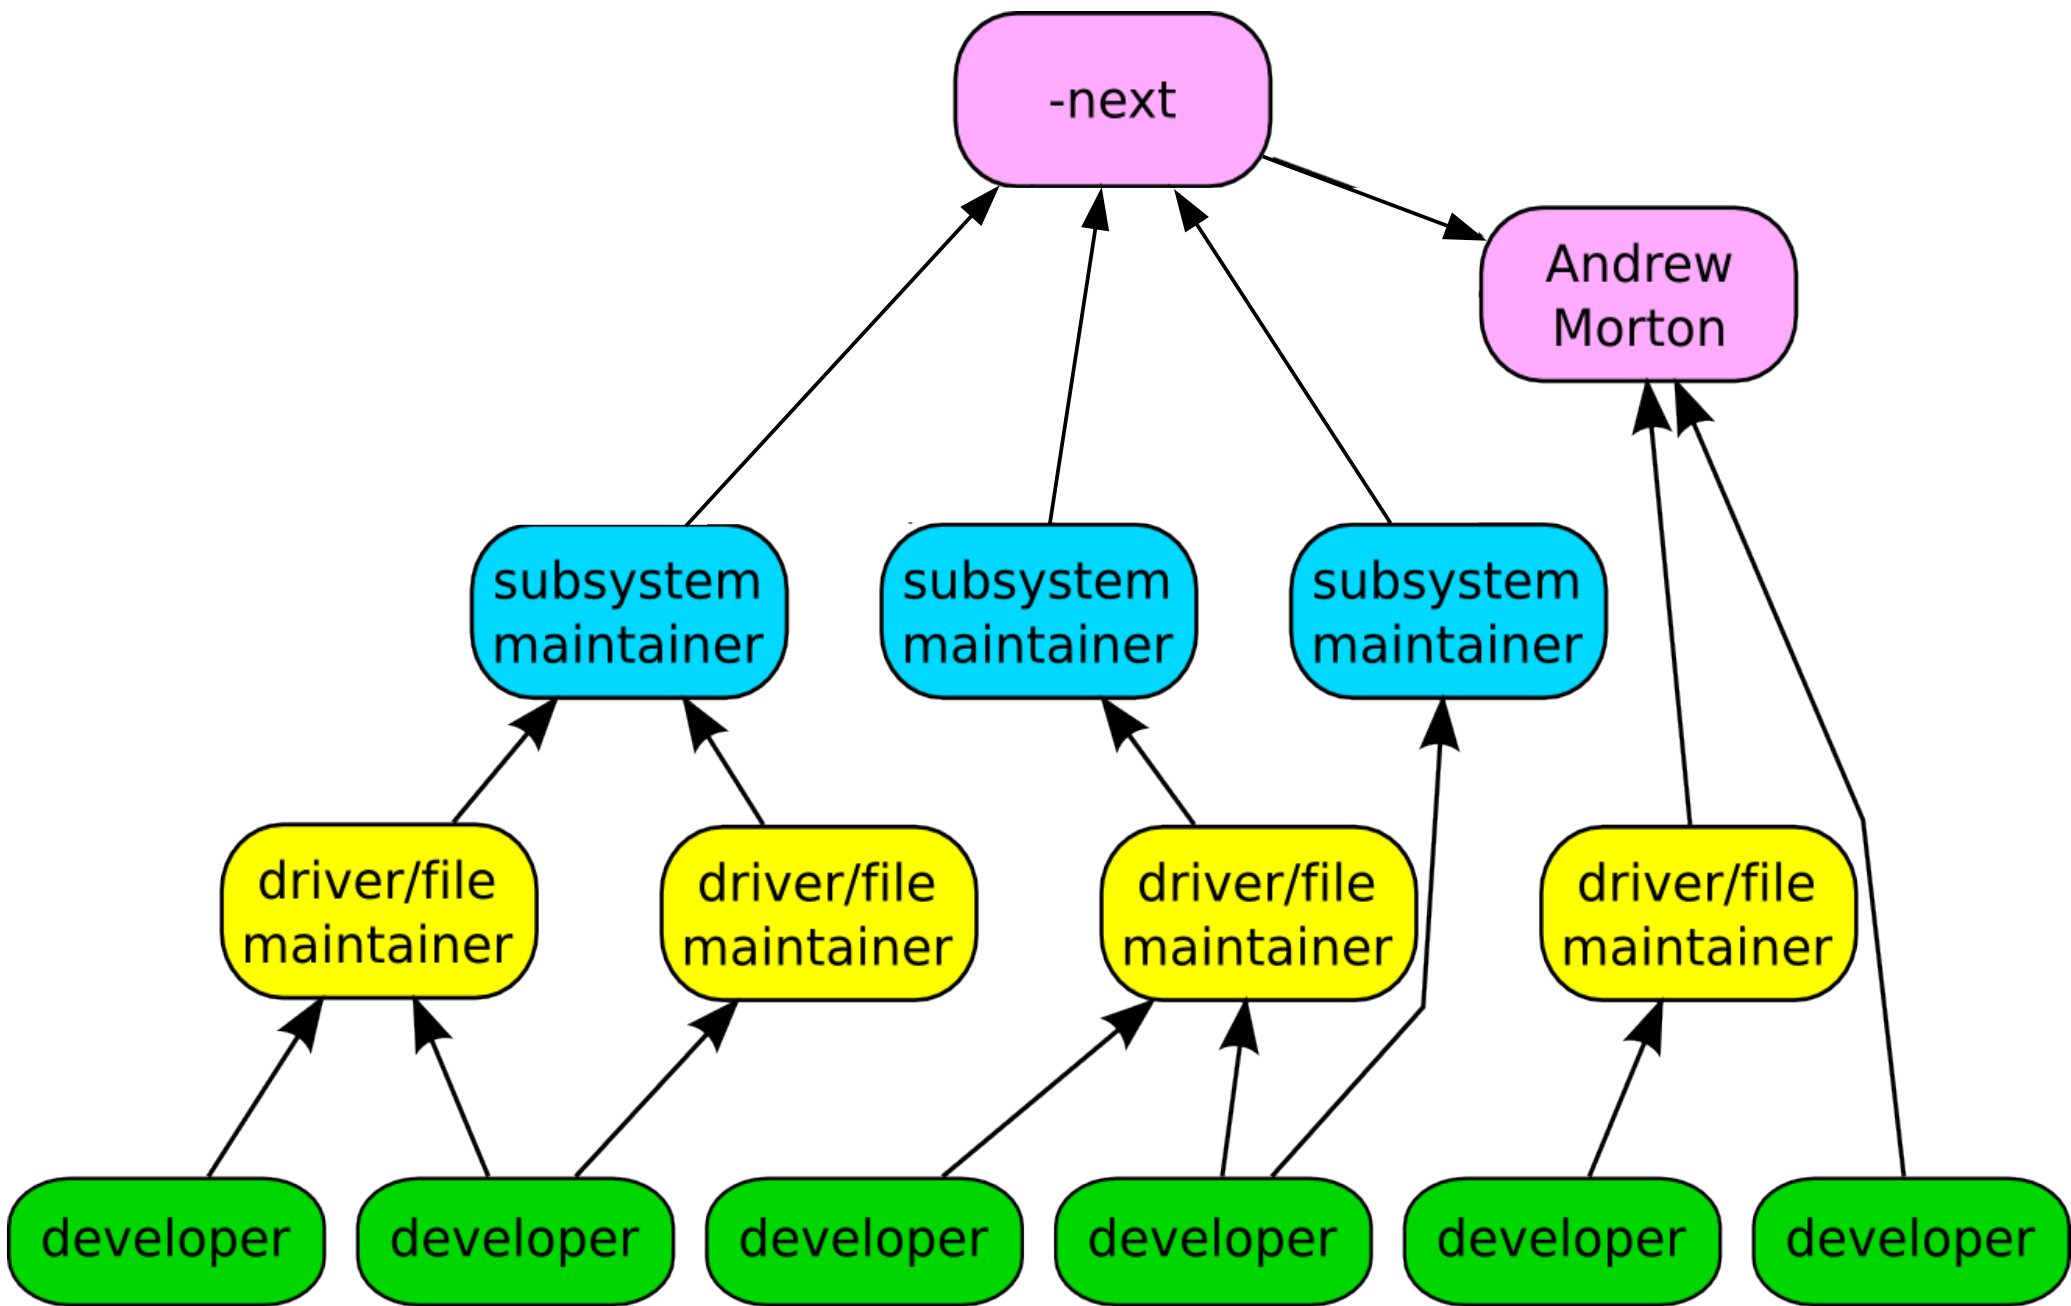 -next
Andrew
Morton
subsystem
maintainer
subsystem
maintainer
subsystem
maintainer
driver/file
maintainer
driver/file
maintainer
driver/file
maintainer
driver/file
maintainer
developer
developer
developer
developer
developer
developer